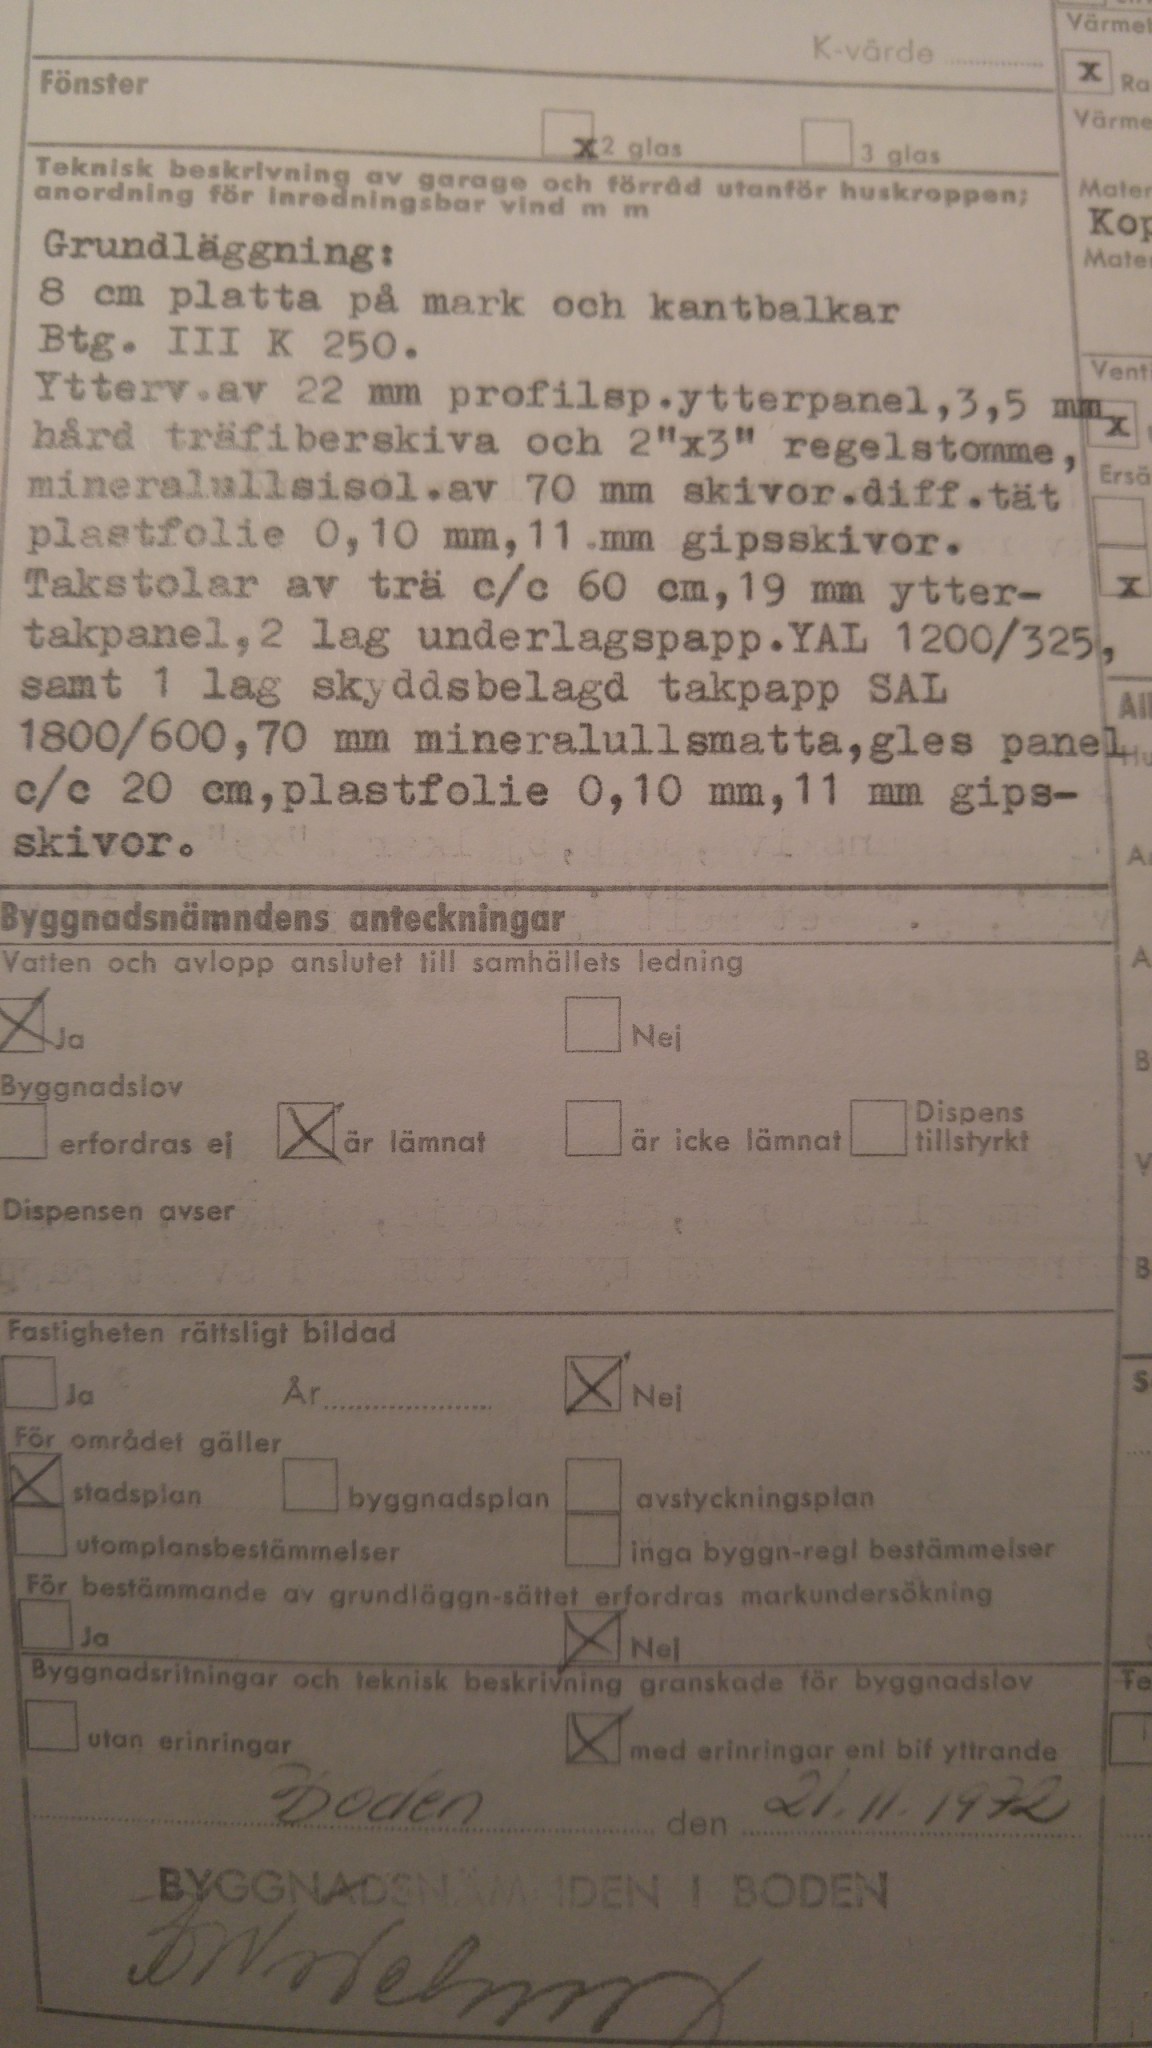 K-värde
Värmet
x Ra
Fönster
x 2 glas 3 glas
Värme
Teknisk beskrivning av garage och förråd utanför huskroppen;
anordning för inredningsbar vind m m
Mater
Kop
Mater
Grundläggning:
8 cm platta på mark och kantbalkar
Btg. III K 250.
Venti
Ytterv.av 22 mm profilsp.ytterpanel,3,5 mm
x
hård träfiberskiva och 2"x3" regelstomme,
Ersä
mineralullsisol.av 70 mm skivor.diff.tät
plastfolie 0,10 mm,11 mm gipsskivor.
x
Takstolar av trä c/c 60 cm,19 mm ytter-
takpanel,2 lag underlagspapp.YAL 1200/325,
samt 1 lag skyddsbelagd takpapp SAL
All
1800/600,70 mm mineralullsmatta,gles panel
Hu
c/c 20 cm,plastfolie 0,10 mm,11 mm gips-
skivor.
Byggnadsnämndens anteckningar
Vatten och avlopp anslutet till samhällets ledning
Ja Nej
Byggnadslov
erfordras ej är lämnat är icke lämnat Dispens
tillstyrkt
Dispensen avser
Fastigheten rättsligt bildad
Ja År Nej
För området gäller
stadsplan byggnadsplan avstyckningsplan
utomplansbestämmelser inga byggn-regl bestämmelser
För bestämmande av grundläggn-sättet erfordras markundersökning
Ja Nej
Byggnadsritningar och teknisk beskrivning granskade för byggnadslov
utan erinringar med erinringar enl bif yttrande
Boden den 21.11.1972
BYGGNADSNÄMNDEN I BODEN